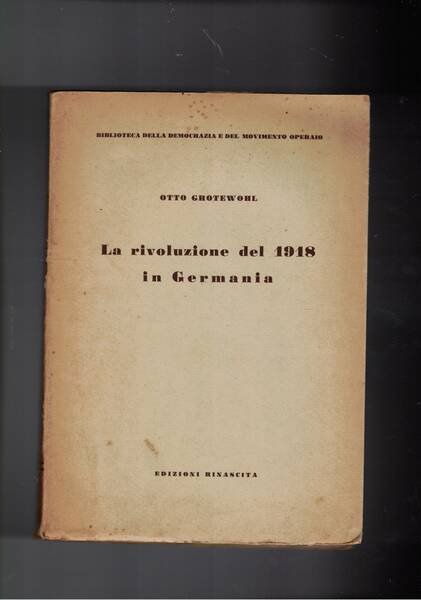 BIBLIOTECA DELLA DEMOCRAZIA E DEL MOVIMENTO OPERAIO
OTTO GROTEWOHL
La rivoluzione del 1918
in Germania
EDIZIONI RINASCITA